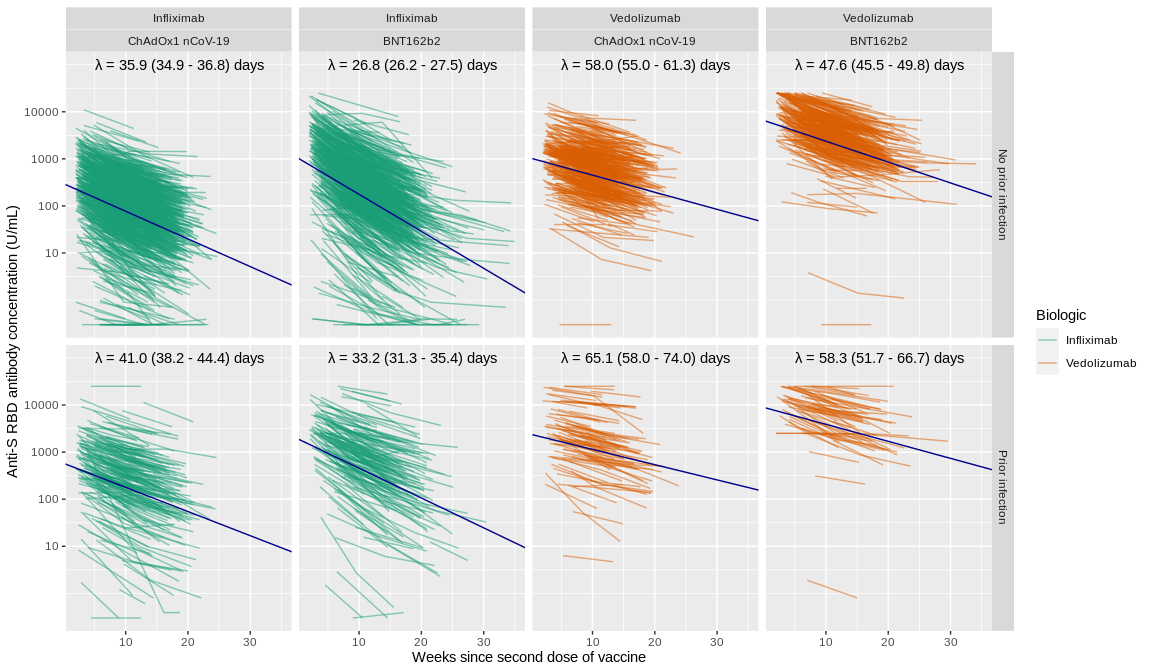 Infliximab
Infliximab
Vedolizumab
Vedolizumab
ChAdOx1 nCoV-19
BNT162b2
ChAdOx1 nCoV-19
BNT162b2
λ = 35.9 (34.9 - 36.8) days
λ = 26.8 (26.2 - 27.5) days
λ = 58.0 (55.0 - 61.3) days
λ = 47.6 (45.5 - 49.8) days
10000
1000
100
10
No prior infection
λ = 41.0 (38.2 - 44.4) days
λ = 33.2 (31.3 - 35.4) days
λ = 65.1 (58.0 - 74.0) days
λ = 58.3 (51.7 - 66.7) days
10000
1000
100
10
Prior infection
Anti-S RBD antibody concentration (U/mL)
10 20 30
10 20 30
10 20 30
10 20 30
Weeks since second dose of vaccine
Biologic
Infliximab
Vedolizumab